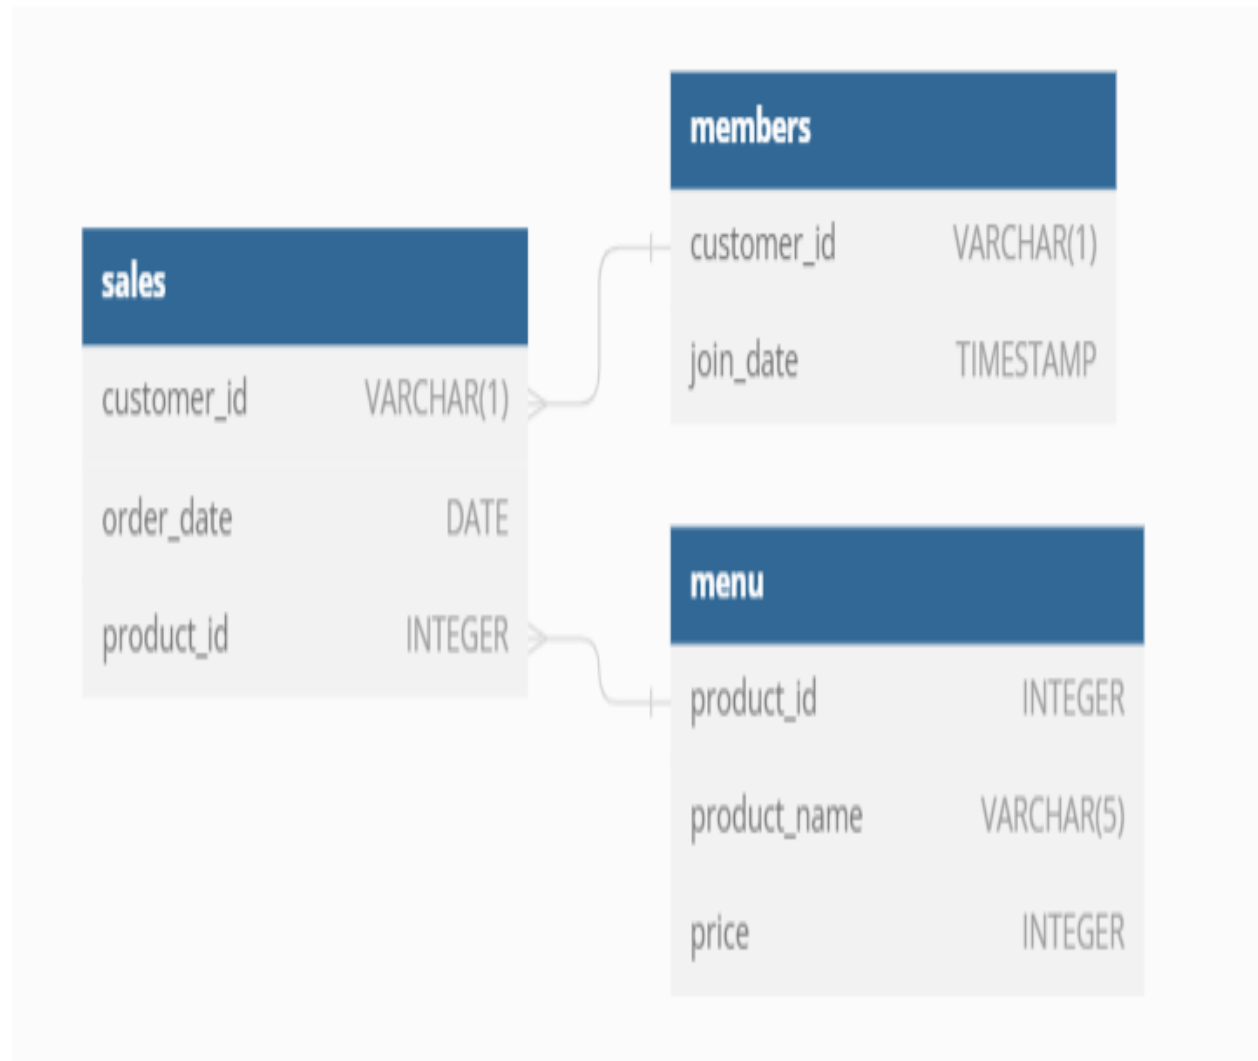 sales
customer_id VARCHAR(1)
order_date DATE
product_id INTEGER
members
customer_id VARCHAR(1)
join_date TIMESTAMP
menu
product_id INTEGER
product_name VARCHAR(5)
price INTEGER